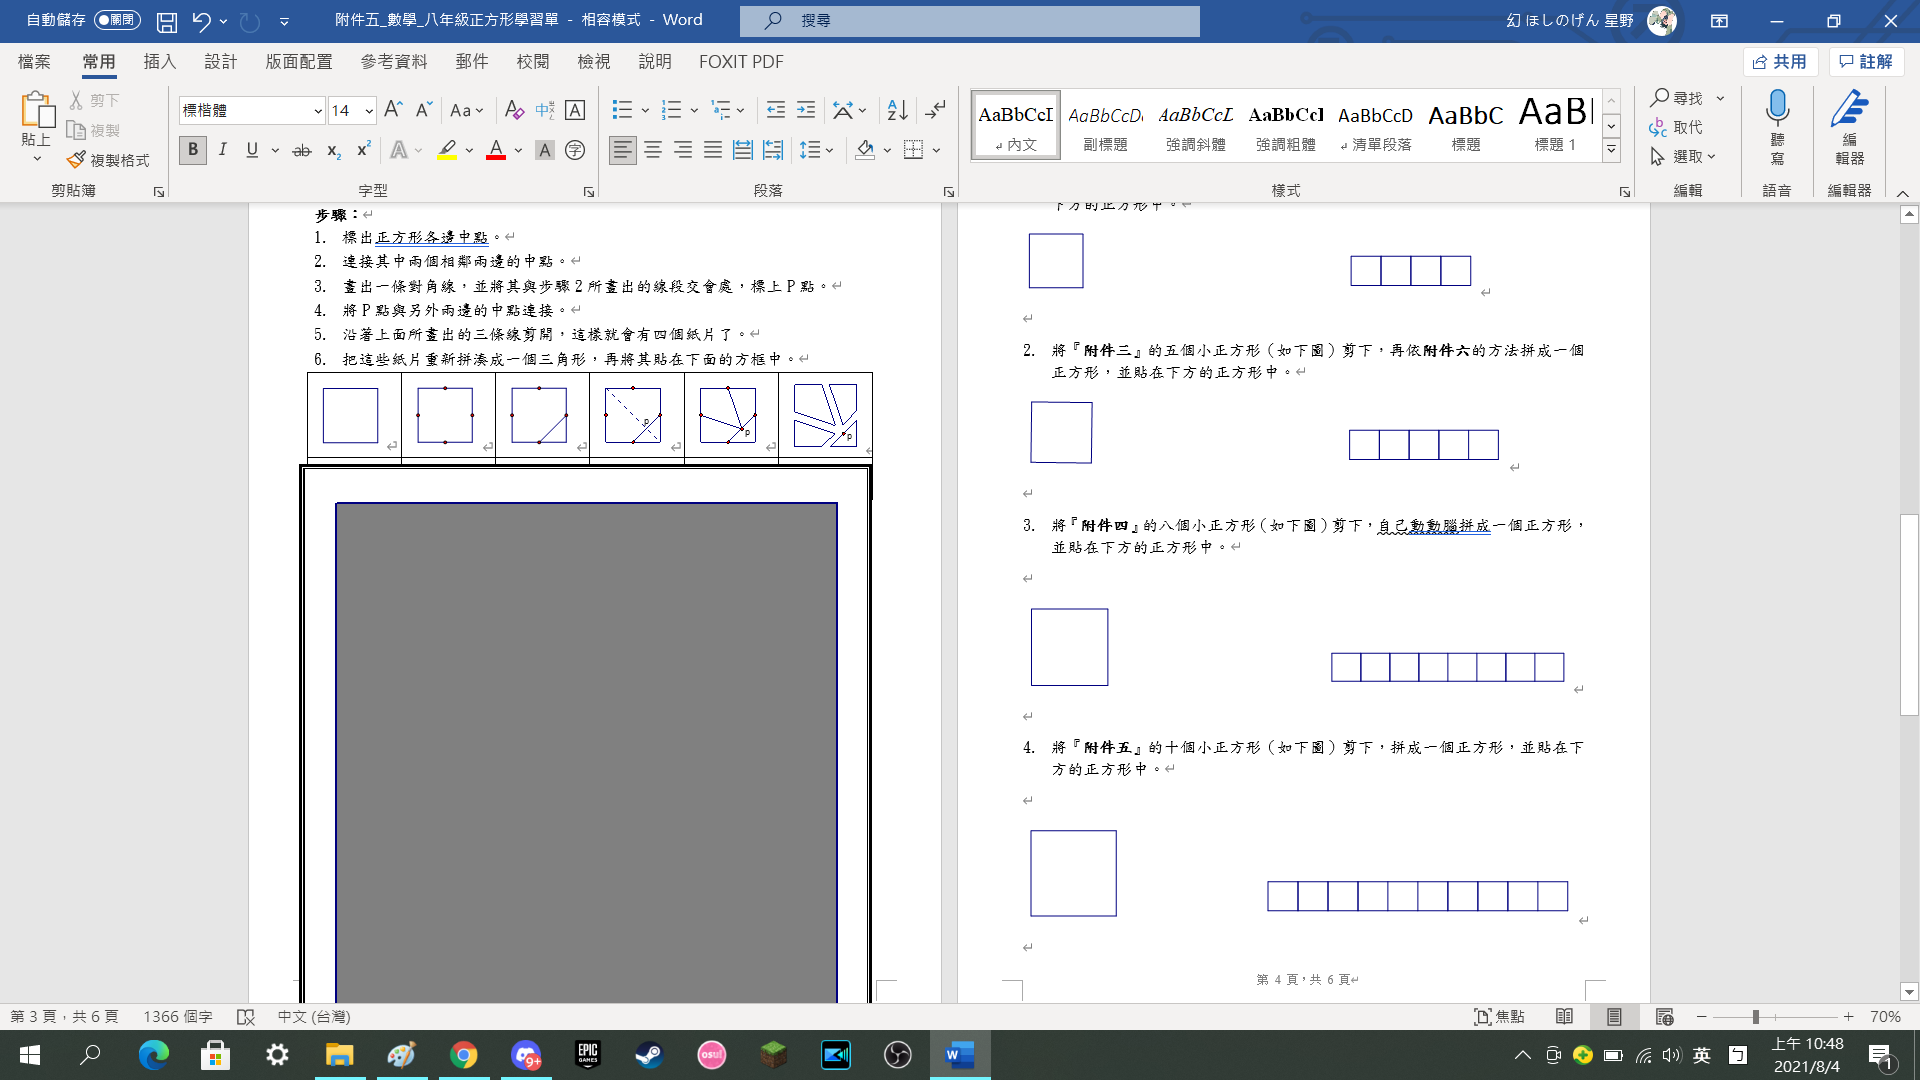 自動儲存 關閉 附件五_數學_八年級正方形學習單 - 相容模式 - Word 搜尋 幻 ほしのげん 星野
檔案 常用 插入 設計 版面配置 參考資料 郵件 校閱 檢視 說明 FOXIT PDF 共用 註解
貼上 剪下 複製 複製格式 剪貼簿
標楷體 14 字型
段落
AaBbCcI 內文
AaBbCcD 副標題
AaBbCcL 強調斜體
AaBbCcI 強調粗體
AaBbCcD 清單段落
AaBbC 標題
AaB 標題 1
樣式
尋找 取代 選取 編輯
聽寫 語音
編輯器 編輯器
步驟：
1. 標出正方形各邊中點。
2. 連接其中兩個相鄰兩邊的中點。
3. 畫出一條對角線，並將其與步驟 2 所畫出的線段交會處，標上 P 點。
4. 將 P 點與另外兩邊的中點連接。
5. 沿著上面所畫出的三條線剪開，這樣就會有四個紙片了。
6. 把這些紙片重新拼湊成一個三角形，再將其貼在下面的方框中。
P P P
下方的正方形中。
2. 將『附件三』的五個小正方形（如下圖）剪下，再依附件六的方法拼成一個
正方形，並貼在下方的正方形中。
3. 將『附件四』的八個小正方形（如下圖）剪下，自己動動腦拼成一個正方形，
並貼在下方的正方形中。
4. 將『附件五』的十個小正方形（如下圖）剪下，拼成一個正方形，並貼在下
方的正方形中。
第 4 頁，共 6 頁
第 3 頁，共 6 頁 1366 個字 中文 (台灣) 焦點 70%
9+ EPIC GAMES osu! W 英 ㄅ 上午 10:48
2021/8/4 1